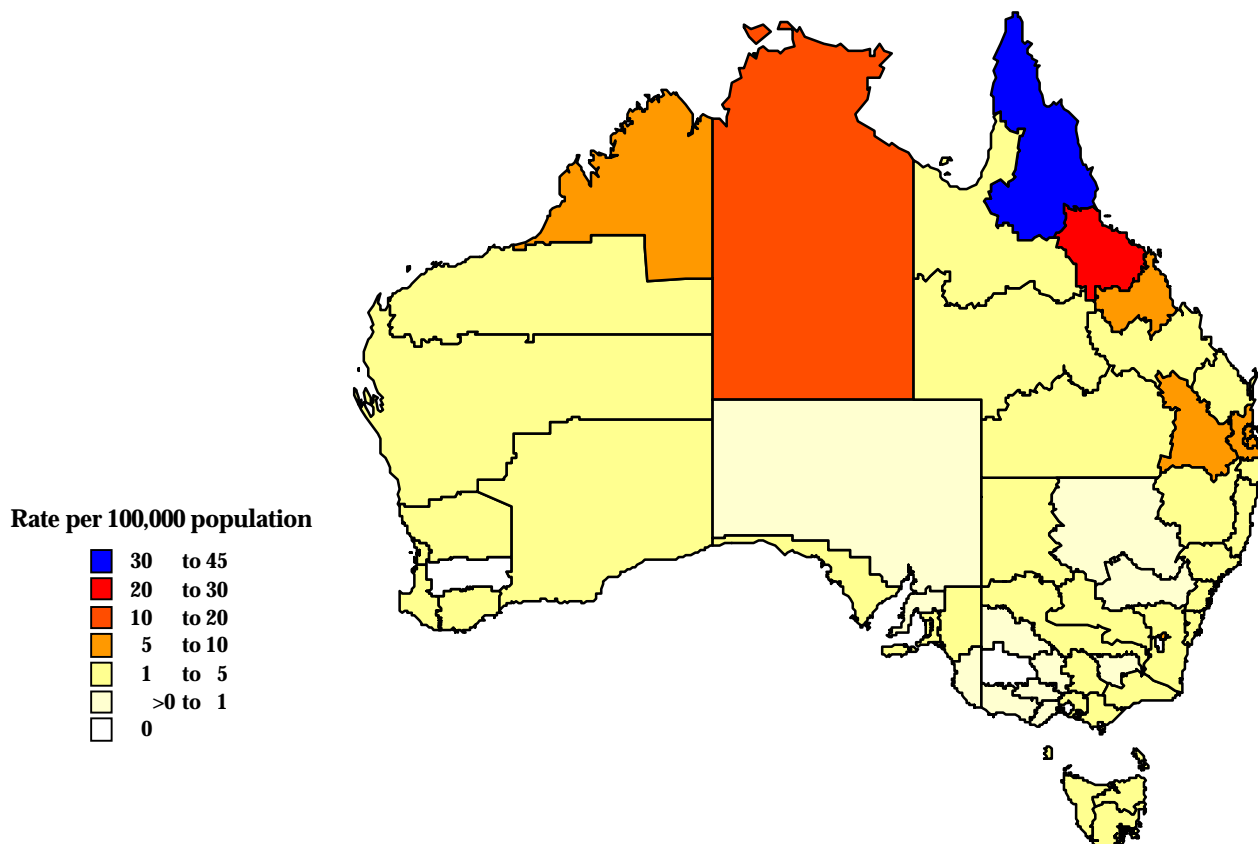 Rate per 100,000 population
30 to 45
20 to 30
10 to 20
5 to 10
1 to 5
>0 to 1
0